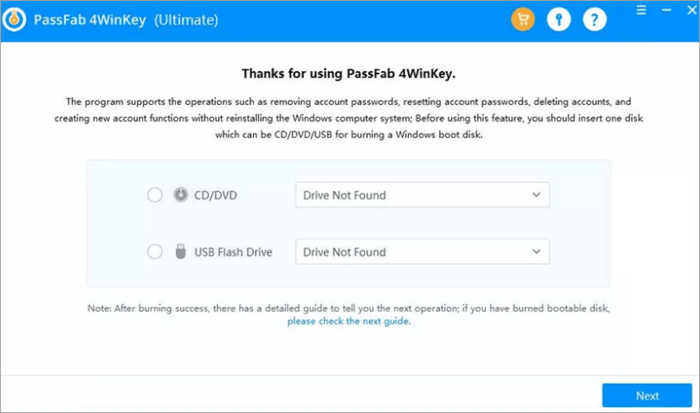 PassFab 4WinKey (Ultimate)
Thanks for using PassFab 4WinKey.
The program supports the operations such as removing account passwords, resetting account passwords, deleting accounts, and
creating new account functions without reinstalling the Windows computer system; Before using this feature, you should insert one disk
which can be CD/DVD/USB for burning a Windows boot disk.
CD/DVD Drive Not Found
USB Flash Drive Drive Not Found
Note: After burning success, there has a detailed guide to tell you the next operation; if you have burned bootable disk,
please check the next guide.
Next